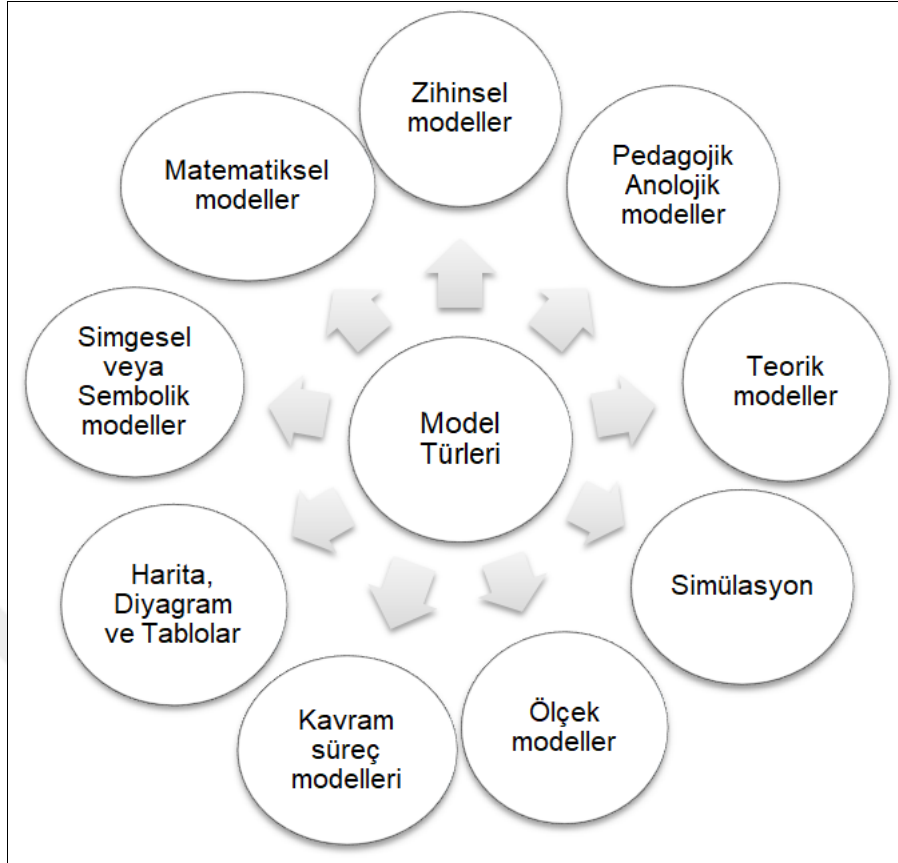 Zihinsel
modeller
Pedagojik
Anolojik
modeller
Teorik
modeller
Simülasyon
Ölçek
modeller
Kavram
süreç
modelleri
Harita,
Diyagram
ve Tablolar
Simgesel
veya
Sembolik
modeller
Matematiksel
modeller
Model
Türleri